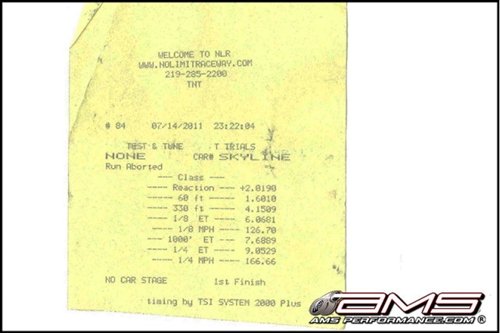 WELCOME TO NLR
WWW.NOLIMITRACEWAY.COM
219-285-2200
TNT
# 84 07/14/2011 23:22:04
TEST & TUNE T TRIALS
NONE CAR# SKYLINE
Run Aborted
--- Class ---
---- Reaction ---- +2.0190
---- 60 ft ---- 1.6010
---- 330 ft ---- 4.1509
---- 1/8 ET ---- 6.0681
---- 1/8 MPH ---- 126.70
---- 1000' ET ---- 7.6889
---- 1/4 ET ---- 9.0529
---- 1/4 MPH ---- 166.66
NO CAR STAGE 1st Finish
timing by TSI SYSTEM 2000 Plus
AMS
AMS PERFORMANCE.COM ®